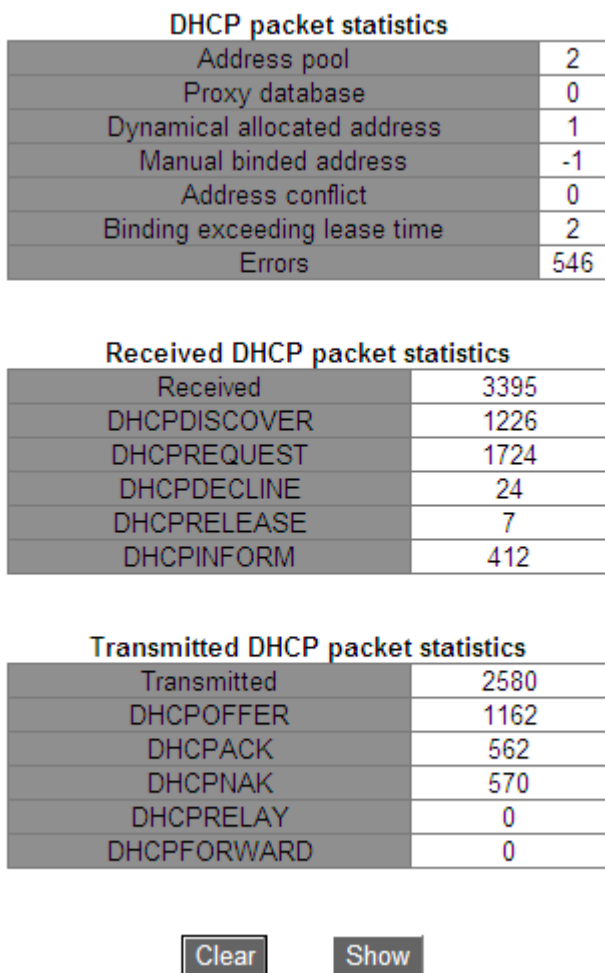 DHCP packet statistics
Address pool 2
Proxy database 0
Dynamical allocated address 1
Manual binded address -1
Address conflict 0
Binding exceeding lease time 2
Errors 546
Received DHCP packet statistics
Received 3395
DHCPDISCOVER 1226
DHCPREQUEST 1724
DHCPDECLINE 24
DHCPRELEASE 7
DHCPINFORM 412
Transmitted DHCP packet statistics
Transmitted 2580
DHCPOFFER 1162
DHCPACK 562
DHCPNAK 570
DHCPRELAY 0
DHCPFORWARD 0
Clear Show